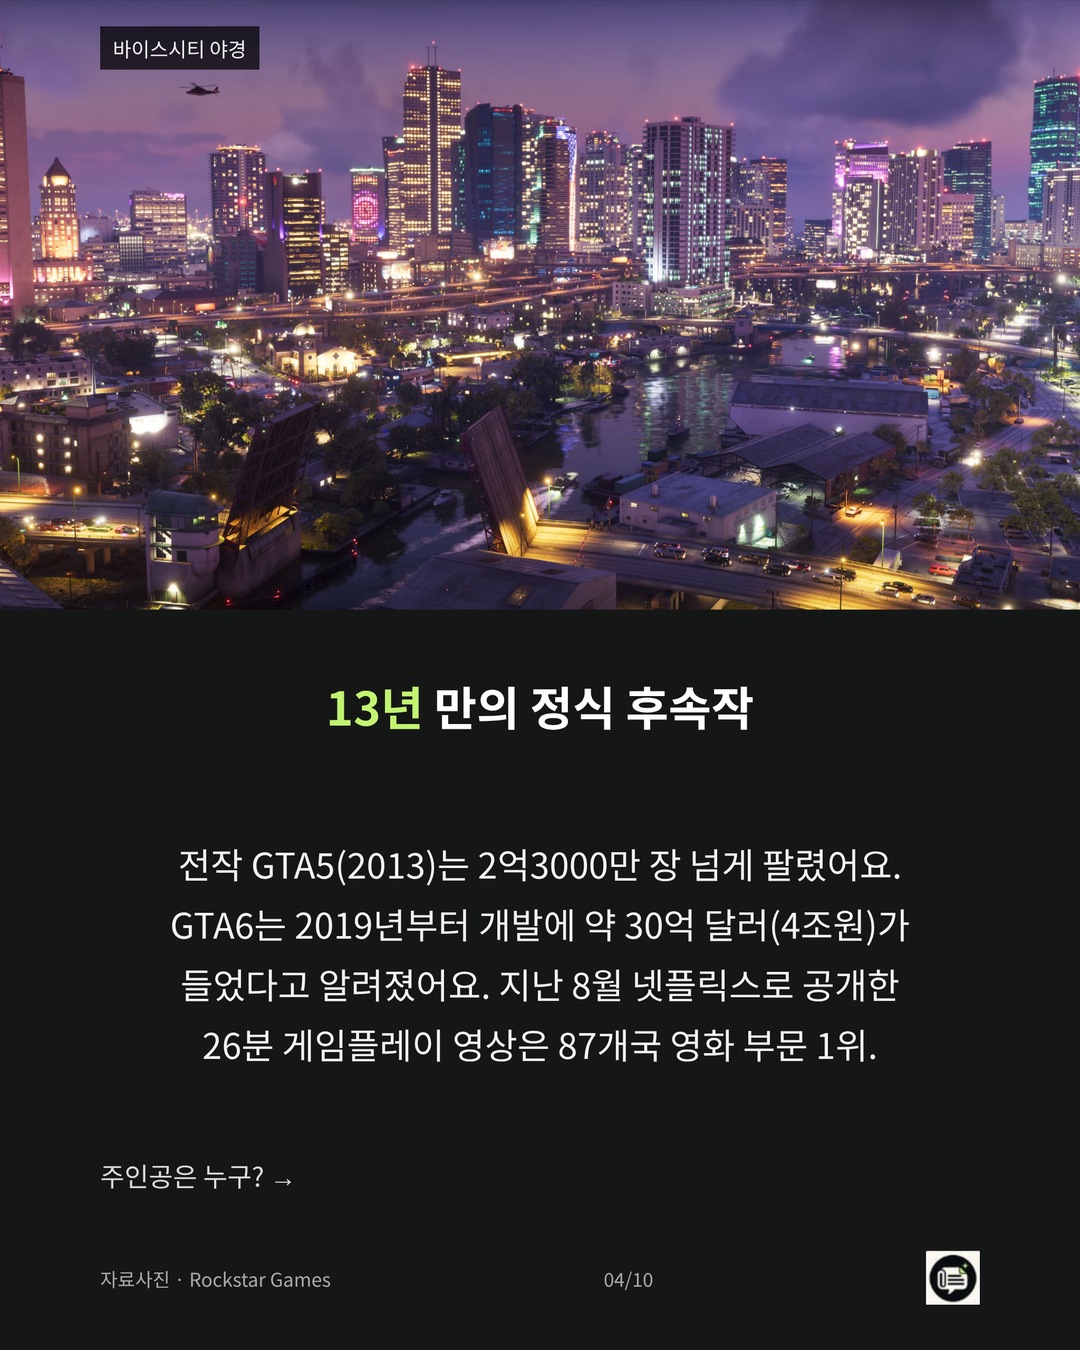 바이스시티 야경
13년 만의 정식 후속작
전작 GTA5(2013)는 2억3000만 장 넘게 팔렸어요.
GTA6는 2019년부터 개발에 약 30억 달러(4조원)가
들었다고 알려졌어요. 지난 8월 넷플릭스로 공개한
26분 게임플레이 영상은 87개국 영화 부문 1위.
주인공은 누구? →
자료사진 · Rockstar Games
04/10